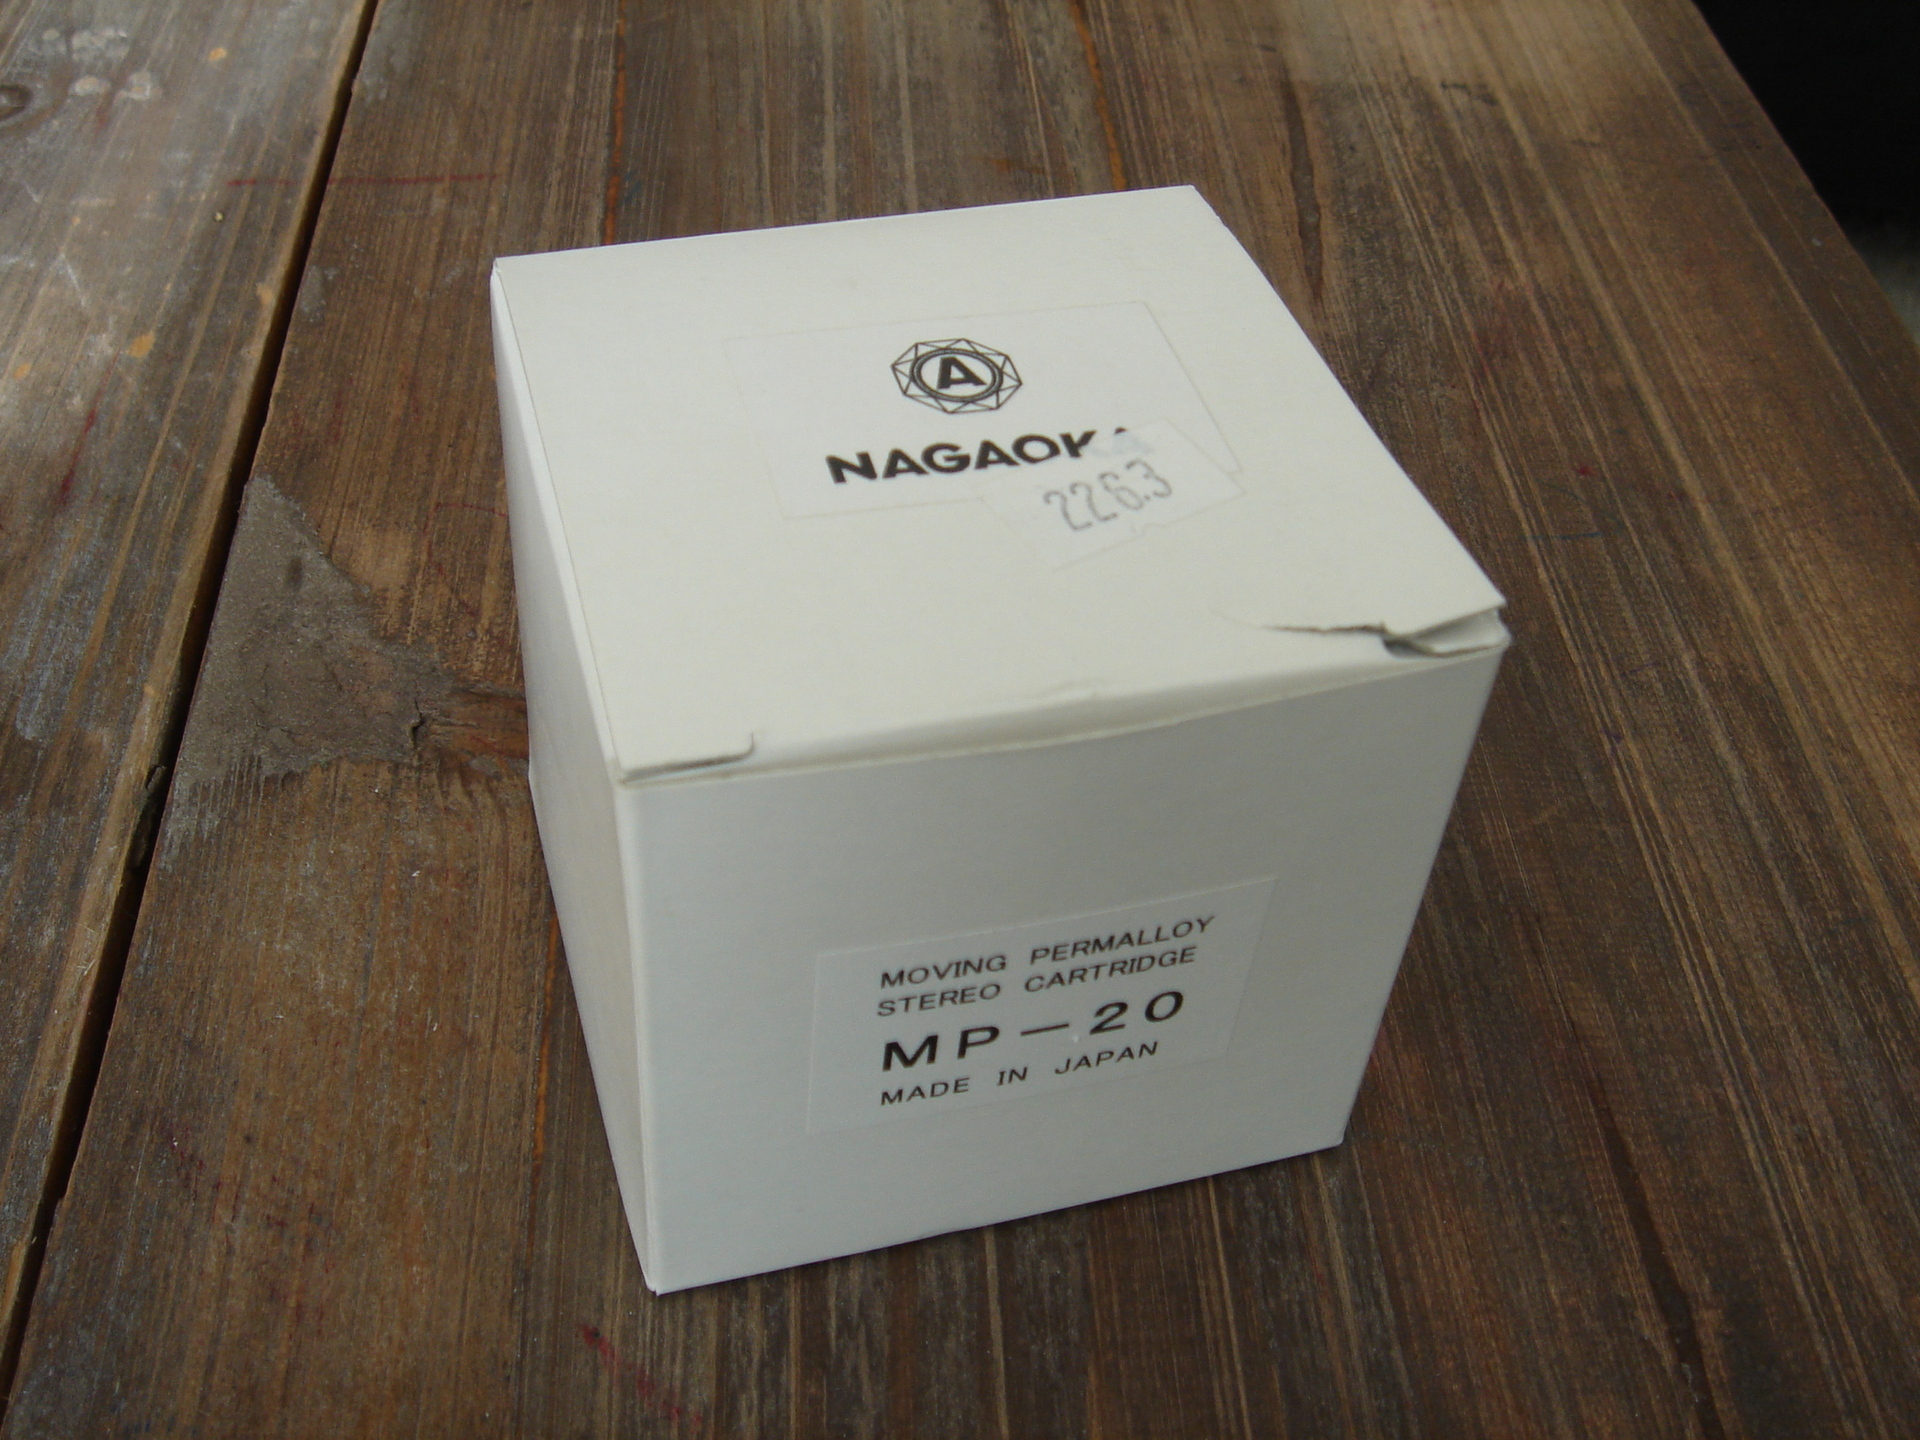 A
NAGAOKA
2263
MOVING PERMALLOY
STEREO CARTRIDGE
MP-20
MADE IN JAPAN